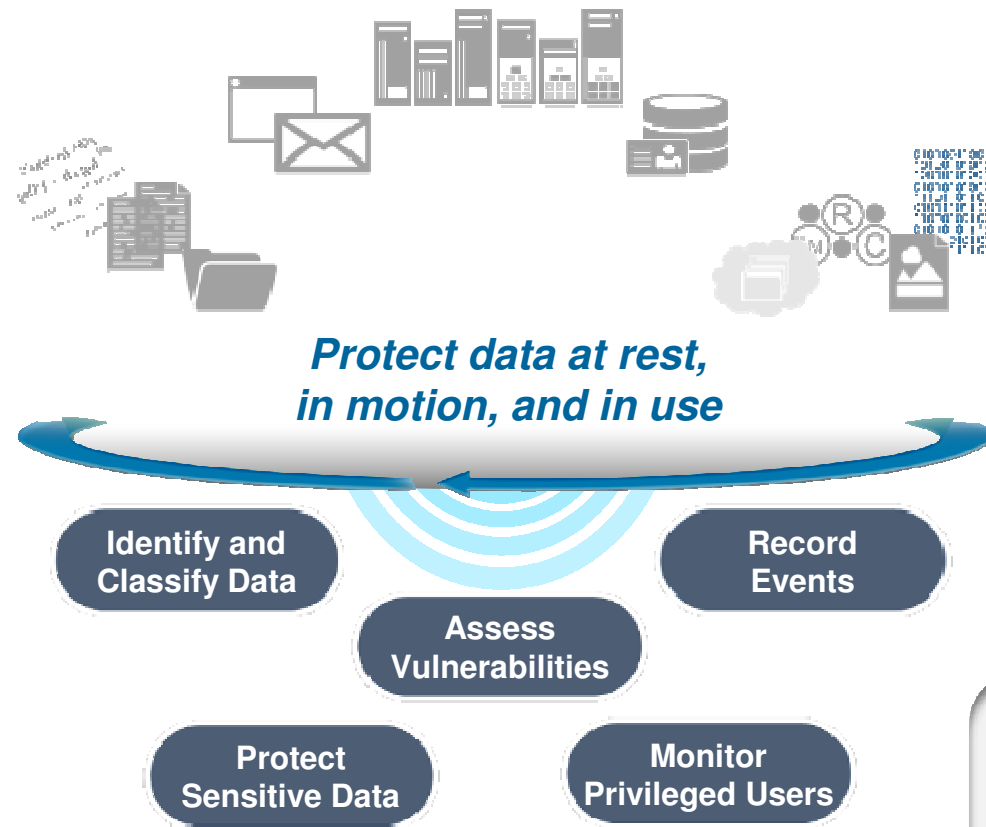 R
M
C
Protect data at rest,
in motion, and in use
Identify and
Classify Data
Record
Events
Assess
Vulnerabilities
Protect
Sensitive Data
Monitor
Privileged Users